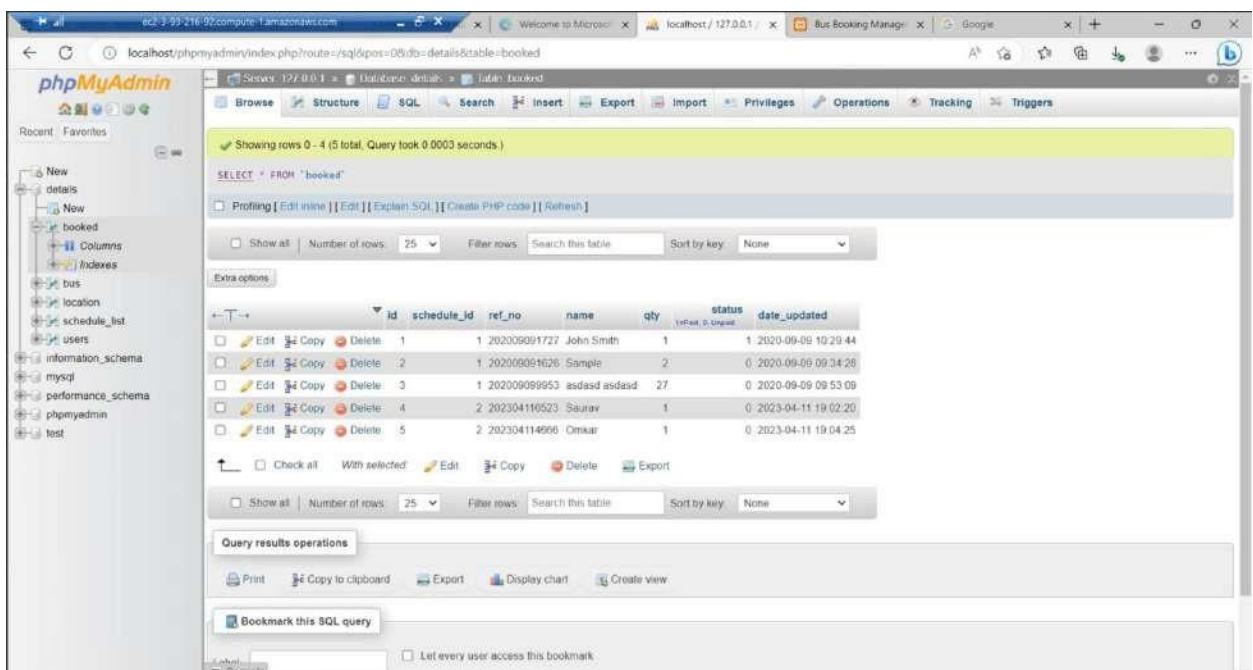 all ec2-3-93-216-92.compute-1.amazonaws.com
Welcome to Microsof localhost / 127.0.0.1 / Bus Booking Manage Google
localhost/phpmyadmin/index.php?route=/sql&pos=0&db=details&table=booked
phpMyAdmin
Recent Favorites
New
details
New
booked
Columns
Indexes
bus
location
schedule_list
users
information_schema
mysql
performance_schema
phpmyadmin
test
Server: 127.0.0.1 » Database: details » Table: booked
Browse Structure SQL Search Insert Export Import Privileges Operations Tracking Triggers
Showing rows 0 - 4 (5 total, Query took 0.0003 seconds.)
SELECT * FROM `booked`
Profiling [ Edit inline ] [ Edit ] [ Explain SQL ] [ Create PHP code ] [ Refresh ]
Show all Number of rows: 25 Filter rows: Search this table Sort by key: None
Extra options
id schedule_id ref_no name qty status date_updated
1=Paid, 0- Unpaid
Edit Copy Delete 1 1 202009091727 John Smith 1 1 2020-09-09 10:29:44
Edit Copy Delete 2 1 202009091626 Sample 2 0 2020-09-09 09:34:26
Edit Copy Delete 3 1 202009099953 asdasd asdasd 27 0 2020-09-09 09:53:09
Edit Copy Delete 4 2 202304116523 Saurav 1 0 2023-04-11 19:02:20
Edit Copy Delete 5 2 202304114666 Omkar 1 0 2023-04-11 19:04:25
Check all With selected: Edit Copy Delete Export
Show all Number of rows: 25 Filter rows: Search this table Sort by key: None
Query results operations
Print Copy to clipboard Export Display chart Create view
Bookmark this SQL query
Label: Let every user access this bookmark